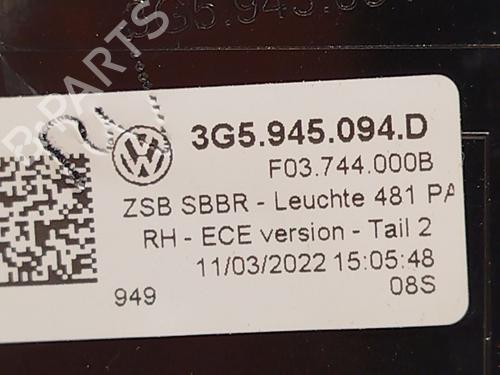 3G5.945.094.D
F03.744.000B
ZSB SBBR - Leuchte 481 PA
RH - ECE version - Tail 2
11/03/2022 15:05:48
949
08S